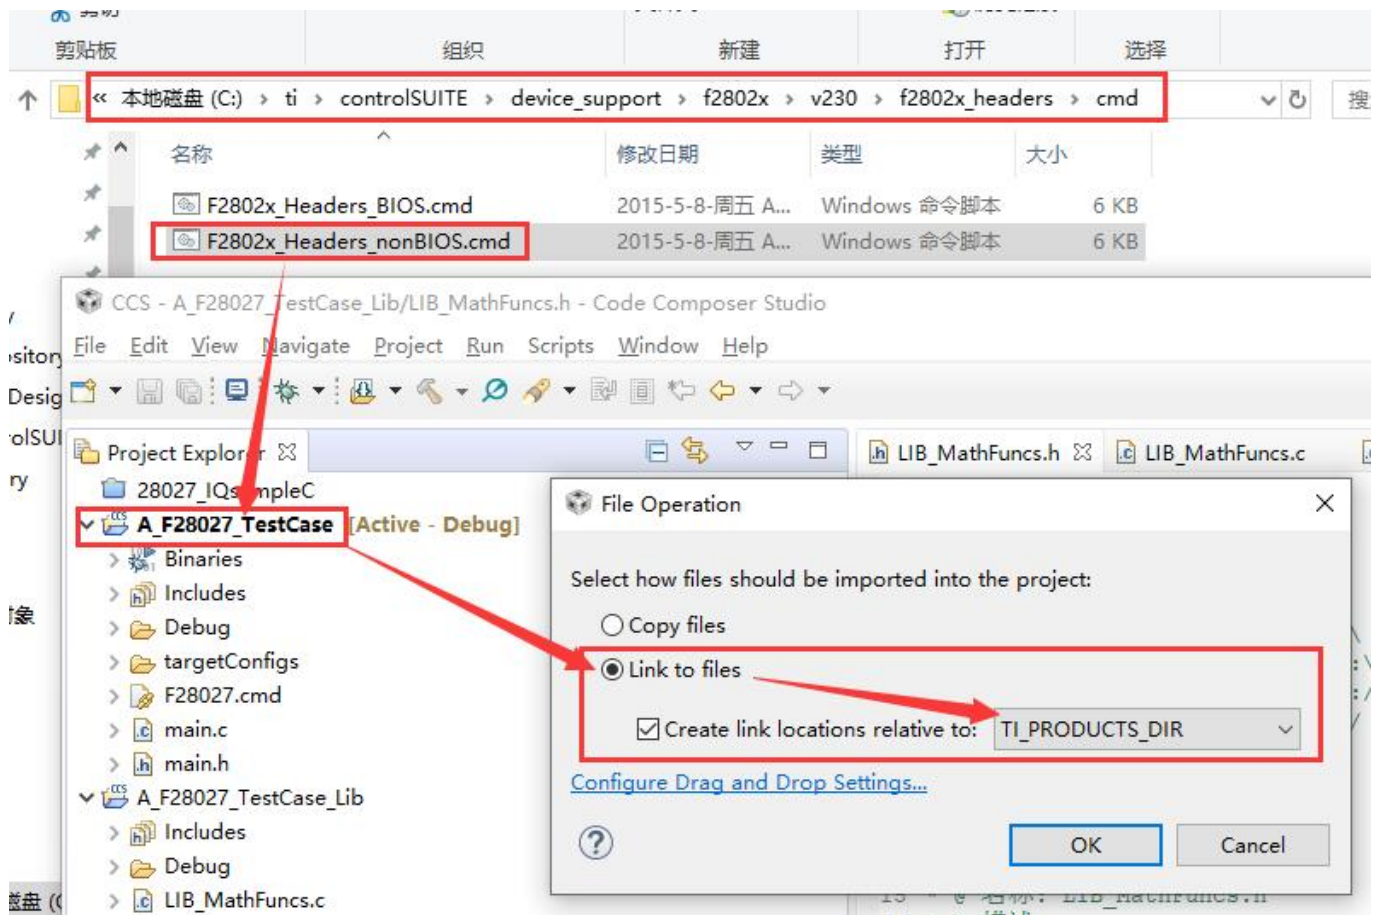 剪切
剪贴板 组织 新建 打开 选择
« 本地磁盘 (C:) › ti › controlSUITE › device_support › f2802x › v230 › f2802x_headers › cmd
名称 修改日期 类型 大小
F2802x_Headers_BIOS.cmd 2015-5-8-周五 A... Windows 命令脚本 6 KB
F2802x_Headers_nonBIOS.cmd 2015-5-8-周五 A... Windows 命令脚本 6 KB
CCS - A_F28027_TestCase_Lib/LIB_MathFuncs.h - Code Composer Studio
File Edit View Navigate Project Run Scripts Window Help
Project Explorer LIB_MathFuncs.h LIB_MathFuncs.c
28027_IQsampleC
A_F28027_TestCase [Active - Debug]
Binaries
Includes
Debug
targetConfigs
F28027.cmd
main.c
main.h
A_F28027_TestCase_Lib
Includes
Debug
LIB_MathFuncs.c
File Operation
Select how files should be imported into the project:
Copy files
Link to files
Create link locations relative to: TI_PRODUCTS_DIR
Configure Drag and Drop Settings...
OK Cancel